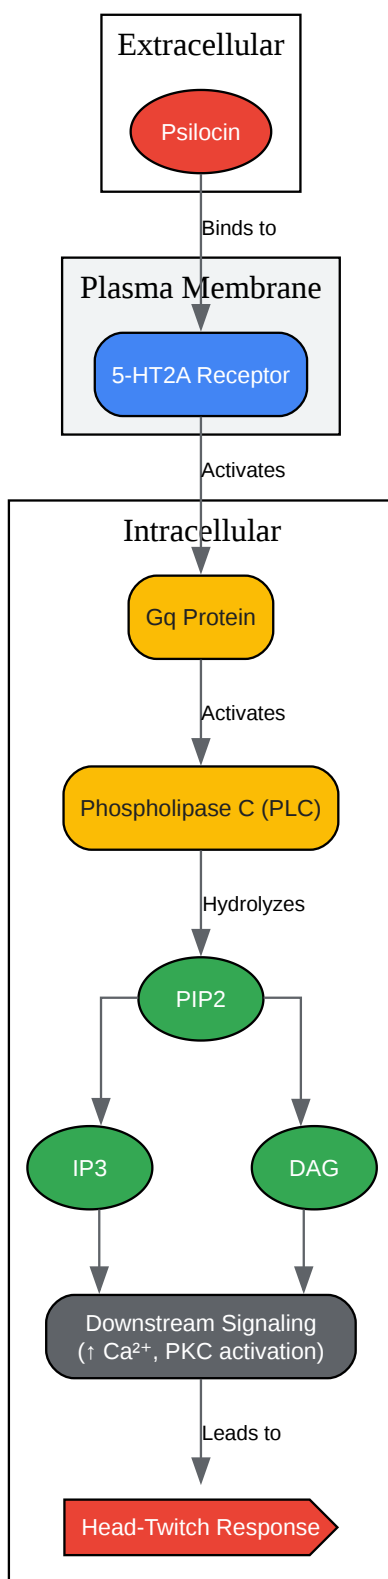 Extracellular
Psilocin
Binds to
Plasma Membrane
5-HT2A Receptor
Activates
Intracellular
Gq Protein
Activates
Phospholipase C (PLC)
Hydrolyzes
PIP2
IP3
DAG
Downstream Signaling
(↑ Ca²⁺, PKC activation)
Leads to
Head-Twitch Response